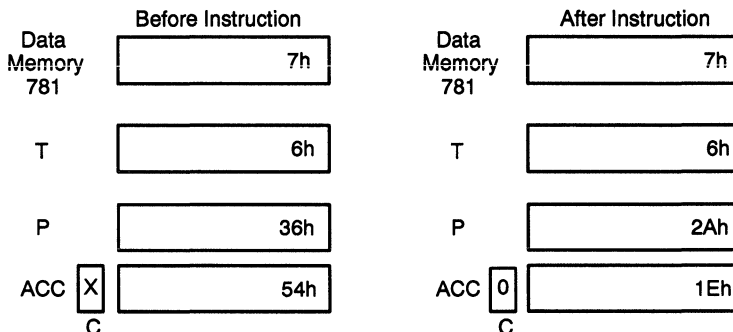 Before Instruction
Data Memory 781 7h
T 6h
P 36h
ACC X 54h
C
After Instruction
Data Memory 781 7h
T 6h
P 2Ah
ACC 0 1Eh
C